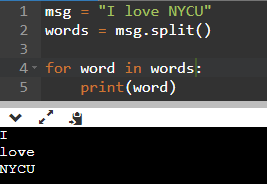 1 msg = "I love NYCU"
2 words = msg.split()
3
4 for word in words:
5     print(word)
I
love
NYCU